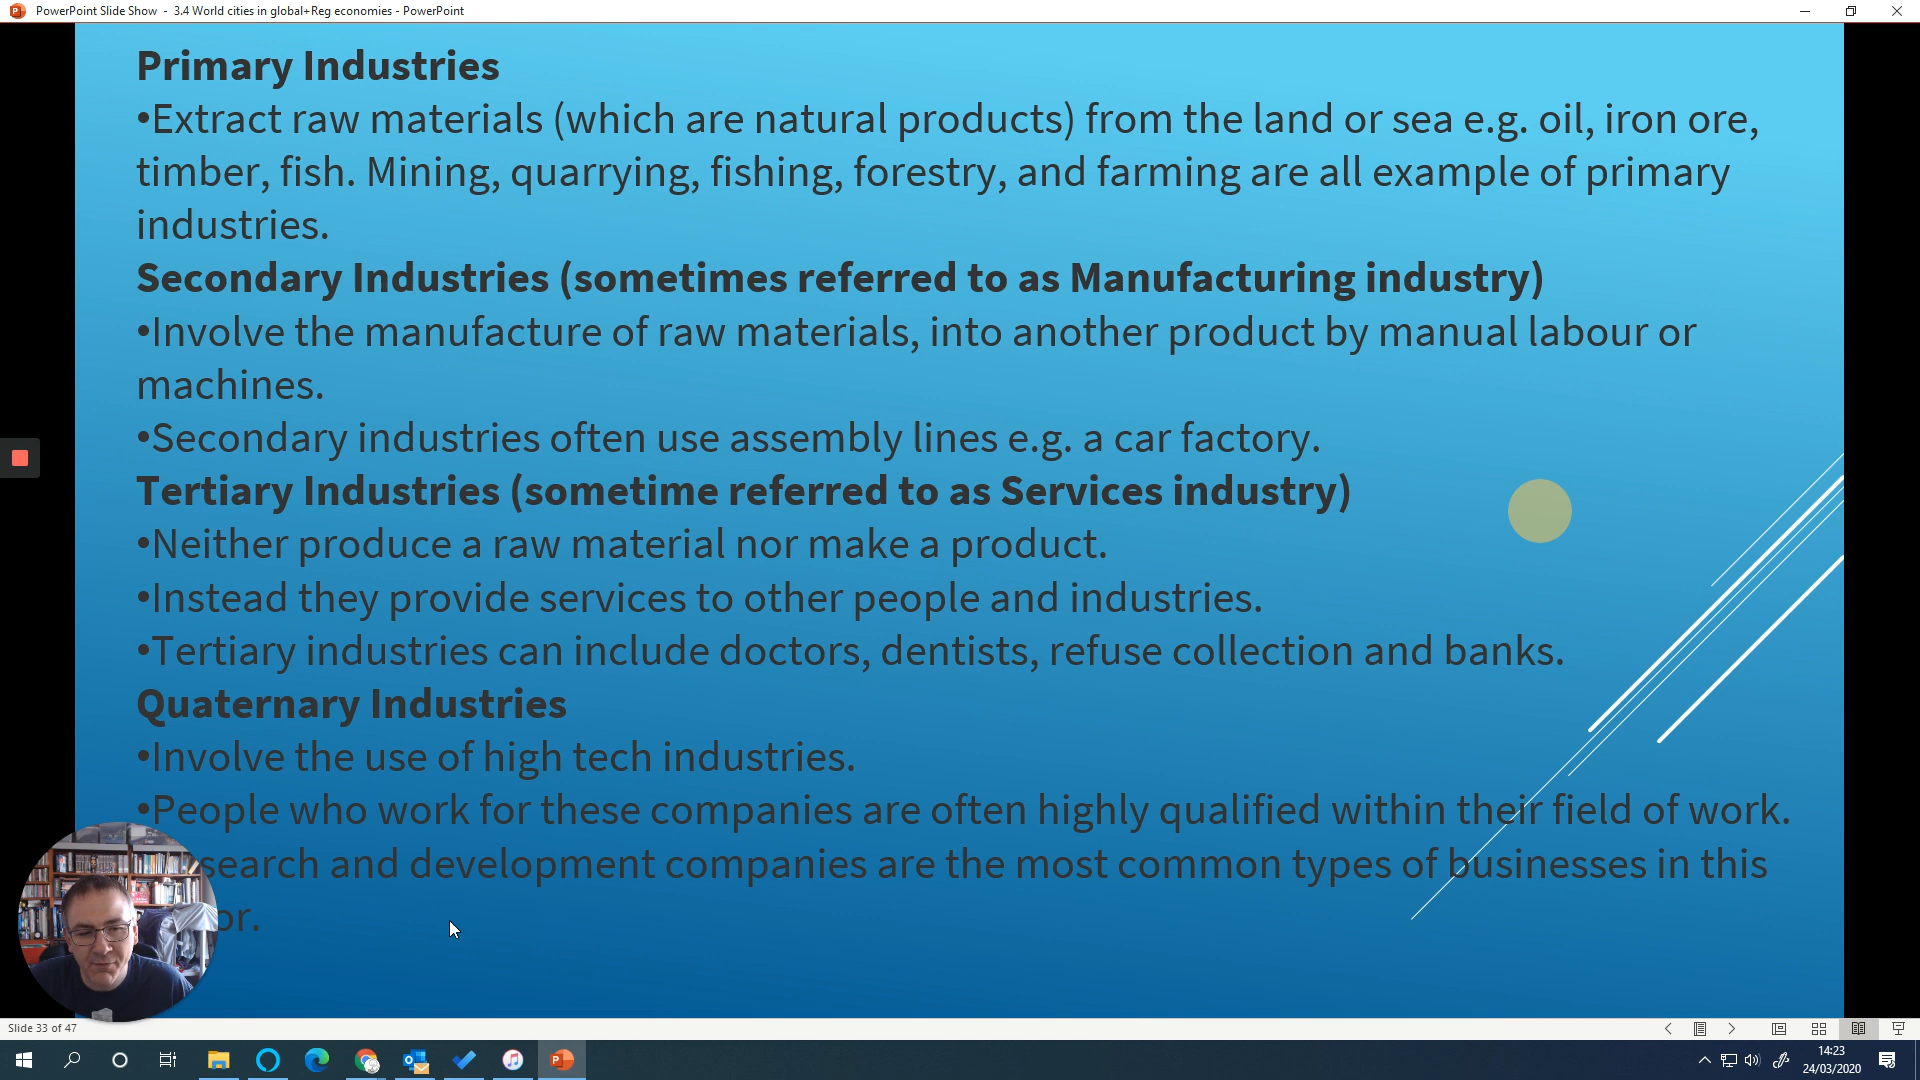 PowerPoint Slide Show - 3.4 World cities in global+Reg economies - PowerPoint
Primary Industries
•Extract raw materials (which are natural products) from the land or sea e.g. oil, iron ore,
timber, fish. Mining, quarrying, fishing, forestry, and farming are all example of primary
industries.
Secondary Industries (sometimes referred to as Manufacturing industry)
•Involve the manufacture of raw materials, into another product by manual labour or
machines.
•Secondary industries often use assembly lines e.g. a car factory.
Tertiary Industries (sometime referred to as Services industry)
•Neither produce a raw material nor make a product.
•Instead they provide services to other people and industries.
•Tertiary industries can include doctors, dentists, refuse collection and banks.
Quaternary Industries
•Involve the use of high tech industries.
•People who work for these companies are often highly qualified within their field of work.
search and development companies are the most common types of businesses in this
or.
Slide 33 of 47
14:23
24/03/2020